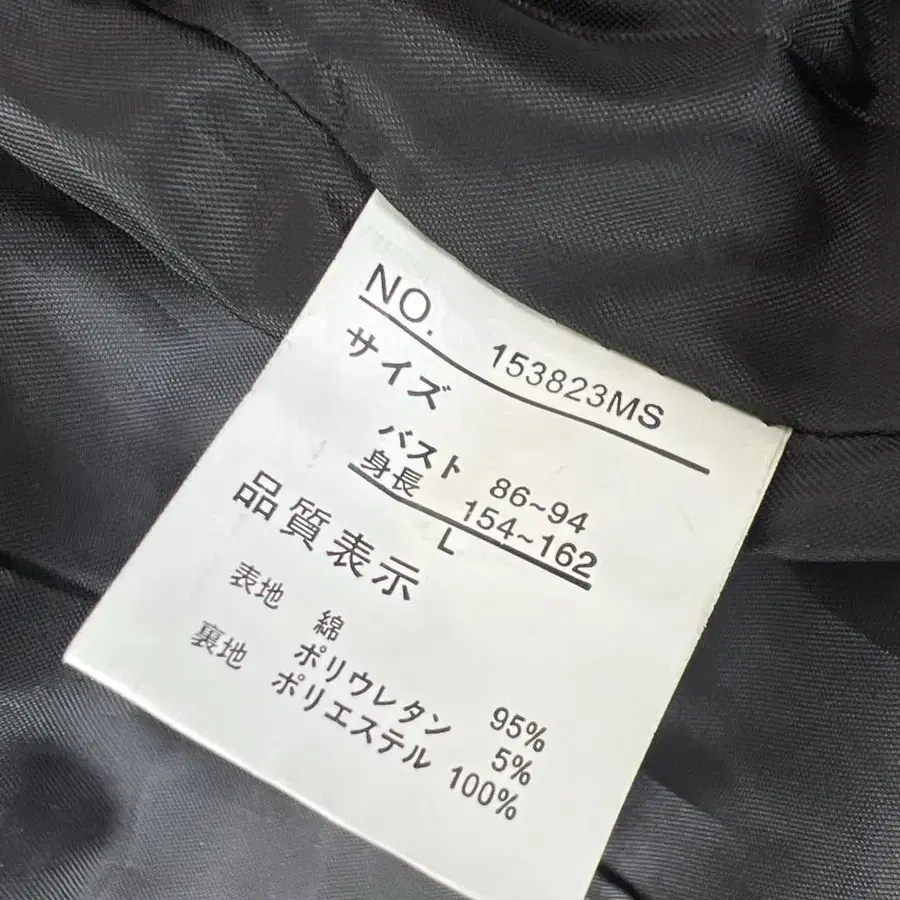 NO. 153823MS
サイズ
バスト 86~94
身長 154~162
L
品質表示
表地 綿 95%
ポリウレタン 5%
裏地 ポリエステル 100%